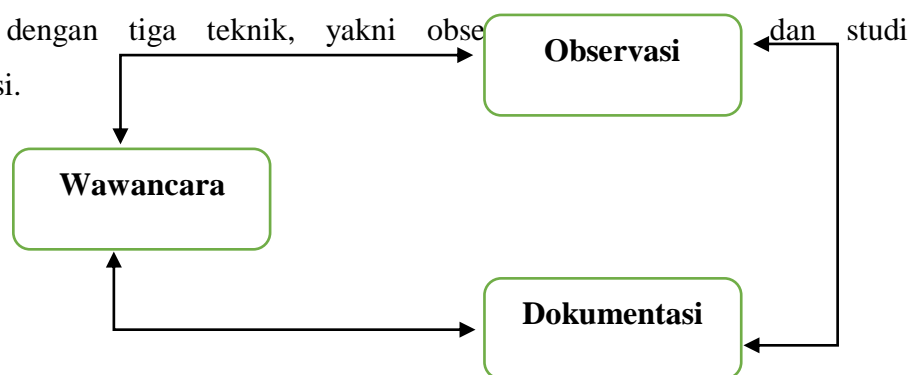 dengan tiga teknik, yakni obse dan studi
si.
Observasi
Wawancara
Dokumentasi